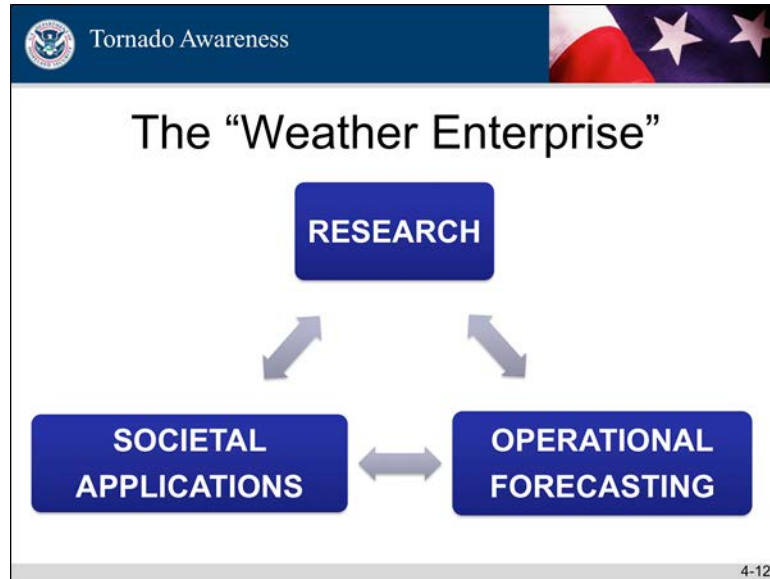 Tornado Awareness
The “Weather Enterprise”
RESEARCH
SOCIETAL
APPLICATIONS
OPERATIONAL
FORECASTING
4-12